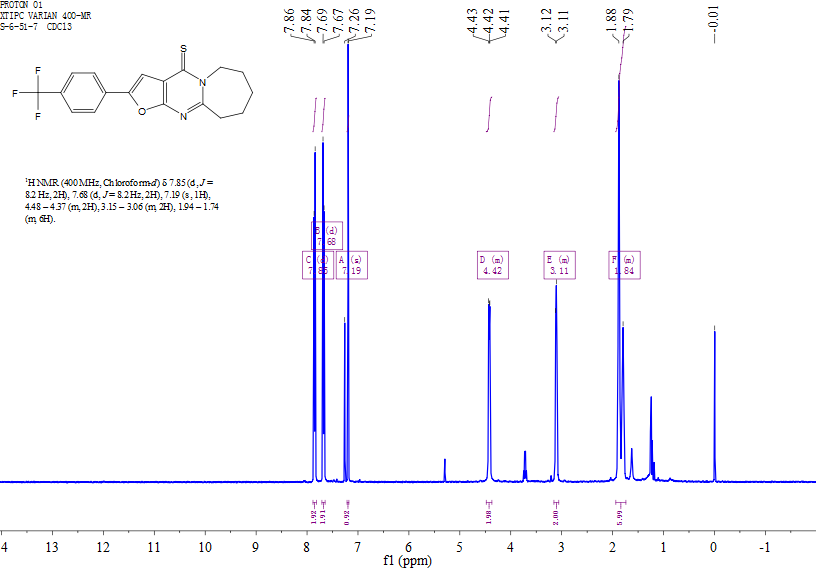 PROTON 01
XTIPC VARIAN 400-MR
S-6-51-7 CDCl3
7.86
7.84
7.69
7.67
7.26
7.19
4.43
4.42
4.41
3.12
3.11
1.88
1.79
-0.01
S
F
F
F
N
O
N
¹H NMR (400 MHz, Chloroform-d) δ 7.85 (d, J =
8.2 Hz, 2H), 7.68 (d, J = 8.2 Hz, 2H), 7.19 (s, 1H),
4.48 – 4.37 (m, 2H), 3.15 – 3.06 (m, 2H), 1.94 – 1.74
(m, 6H).
B (d)
7.68
C (d)
7.85
A (s)
7.19
D (m)
4.42
E (m)
3.11
F (m)
1.84
1.92
1.91
0.92
1.98
2.00
5.99
4 13 12 11 10 9 8 7 6 5 4 3 2 1 0 -1
f1 (ppm)